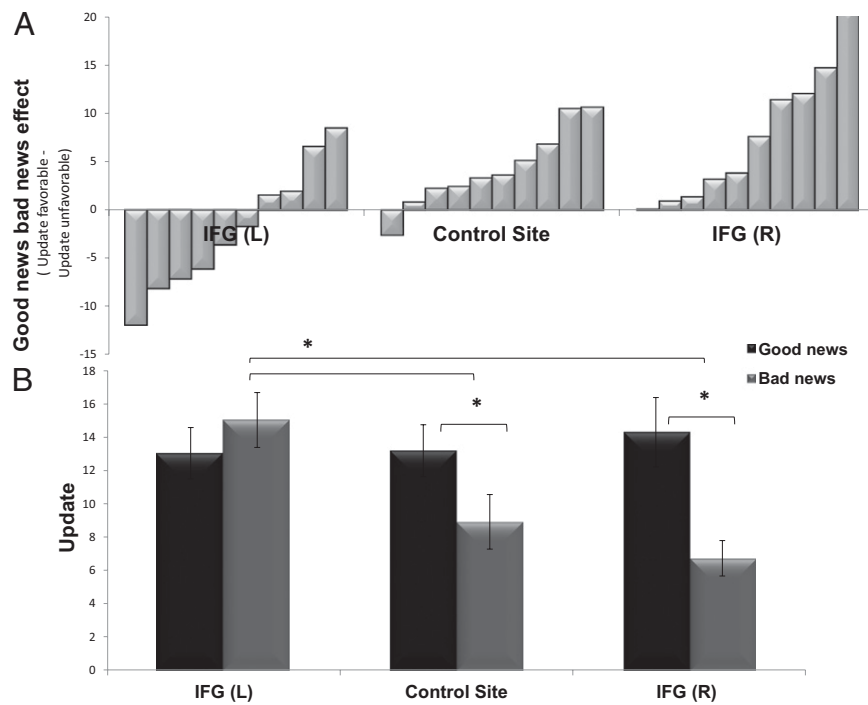 A
Good news bad news effect
( Update favorable -
Update unfavorable)
20
15
10
5
0
-5
-10
-15
IFG (L)
Control Site
IFG (R)
B
Update
18
16
14
12
10
8
6
4
2
0
*
*
*
Good news
Bad news
IFG (L)
Control Site
IFG (R)